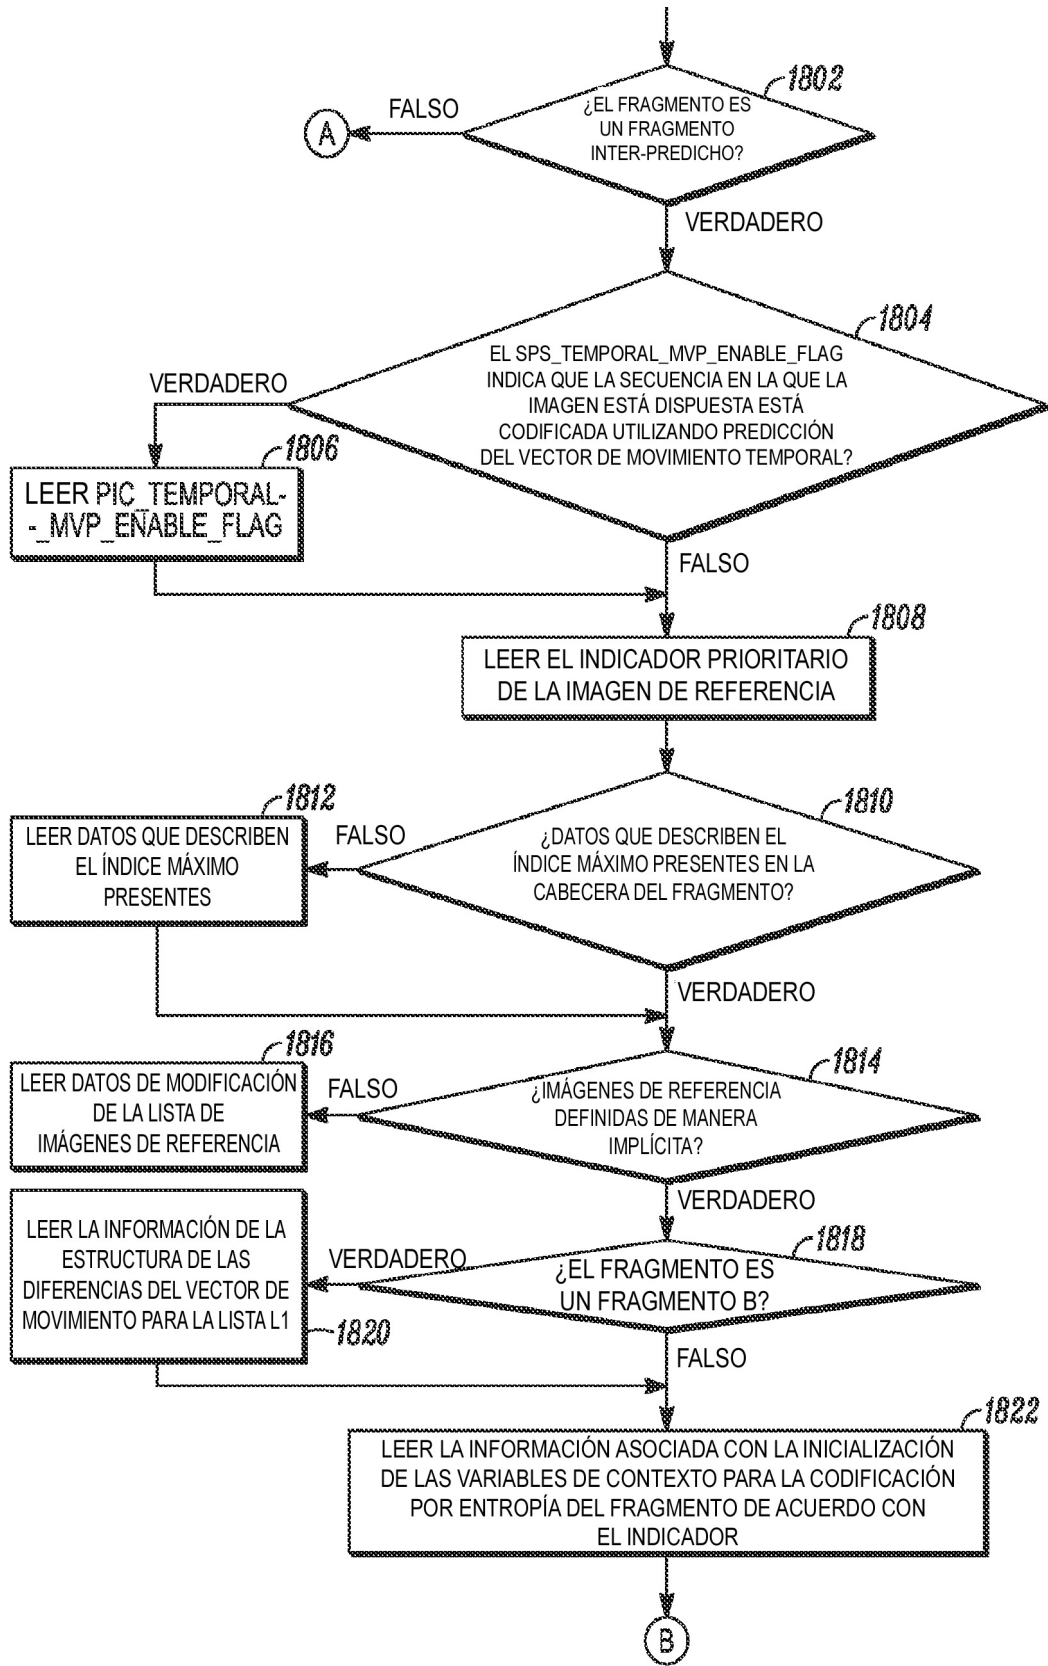 1802
¿EL FRAGMENTO ES
UN FRAGMENTO
INTER-PREDICHO?
FALSO
A
VERDADERO
1804
EL SPS_TEMPORAL_MVP_ENABLE_FLAG
INDICA QUE LA SECUENCIA EN LA QUE LA
IMAGEN ESTÁ DISPUESTA ESTÁ
CODIFICADA UTILIZANDO PREDICCIÓN
DEL VECTOR DE MOVIMIENTO TEMPORAL?
VERDADERO
1806
LEER PIC_TEMPORAL-
-_MVP_ENABLE_FLAG
FALSO
1808
LEER EL INDICADOR PRIORITARIO
DE LA IMAGEN DE REFERENCIA
1810
¿DATOS QUE DESCRIBEN EL
ÍNDICE MÁXIMO PRESENTES EN LA
CABECERA DEL FRAGMENTO?
FALSO
1812
LEER DATOS QUE DESCRIBEN
EL ÍNDICE MÁXIMO
PRESENTES
VERDADERO
1814
¿IMÁGENES DE REFERENCIA
DEFINIDAS DE MANERA
IMPLÍCITA?
FALSO
1816
LEER DATOS DE MODIFICACIÓN
DE LA LISTA DE
IMÁGENES DE REFERENCIA
VERDADERO
1818
¿EL FRAGMENTO ES
UN FRAGMENTO B?
VERDADERO
LEER LA INFORMACIÓN DE LA
ESTRUCTURA DE LAS
DIFERENCIAS DEL VECTOR DE
MOVIMIENTO PARA LA LISTA L1
1820
FALSO
1822
LEER LA INFORMACIÓN ASOCIADA CON LA INICIALIZACIÓN
DE LAS VARIABLES DE CONTEXTO PARA LA CODIFICACIÓN
POR ENTROPÍA DEL FRAGMENTO DE ACUERDO CON
EL INDICADOR
B